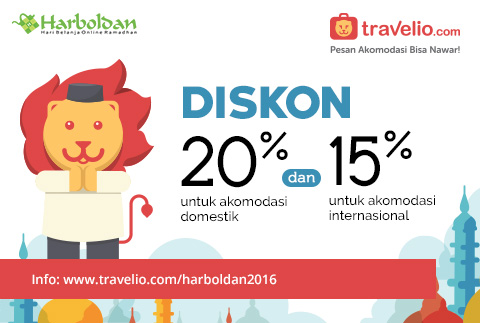 Harboldan
Hari Belanja Online Ramadhan
travelio.com
Pesan Akomodasi Bisa Nawar!
DISKON
20% dan 15%
untuk akomodasi domestik
untuk akomodasi internasional
Info: www.travelio.com/harboldan2016